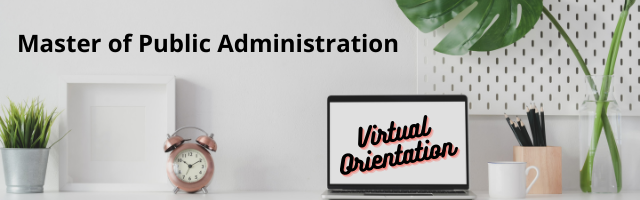 Master of Public Administration
Virtual
Orientation